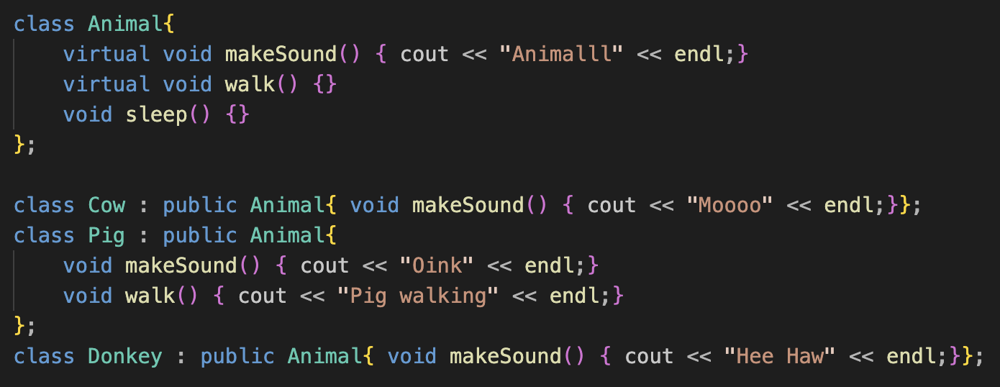 class Animal{
    virtual void makeSound() { cout << "Animalll" << endl;}
    virtual void walk() {}
    void sleep() {}
};

class Cow : public Animal{ void makeSound() { cout << "Moooo" << endl;}};
class Pig : public Animal{
    void makeSound() { cout << "Oink" << endl;}
    void walk() { cout << "Pig walking" << endl;}
};
class Donkey : public Animal{ void makeSound() { cout << "Hee Haw" << endl;}};